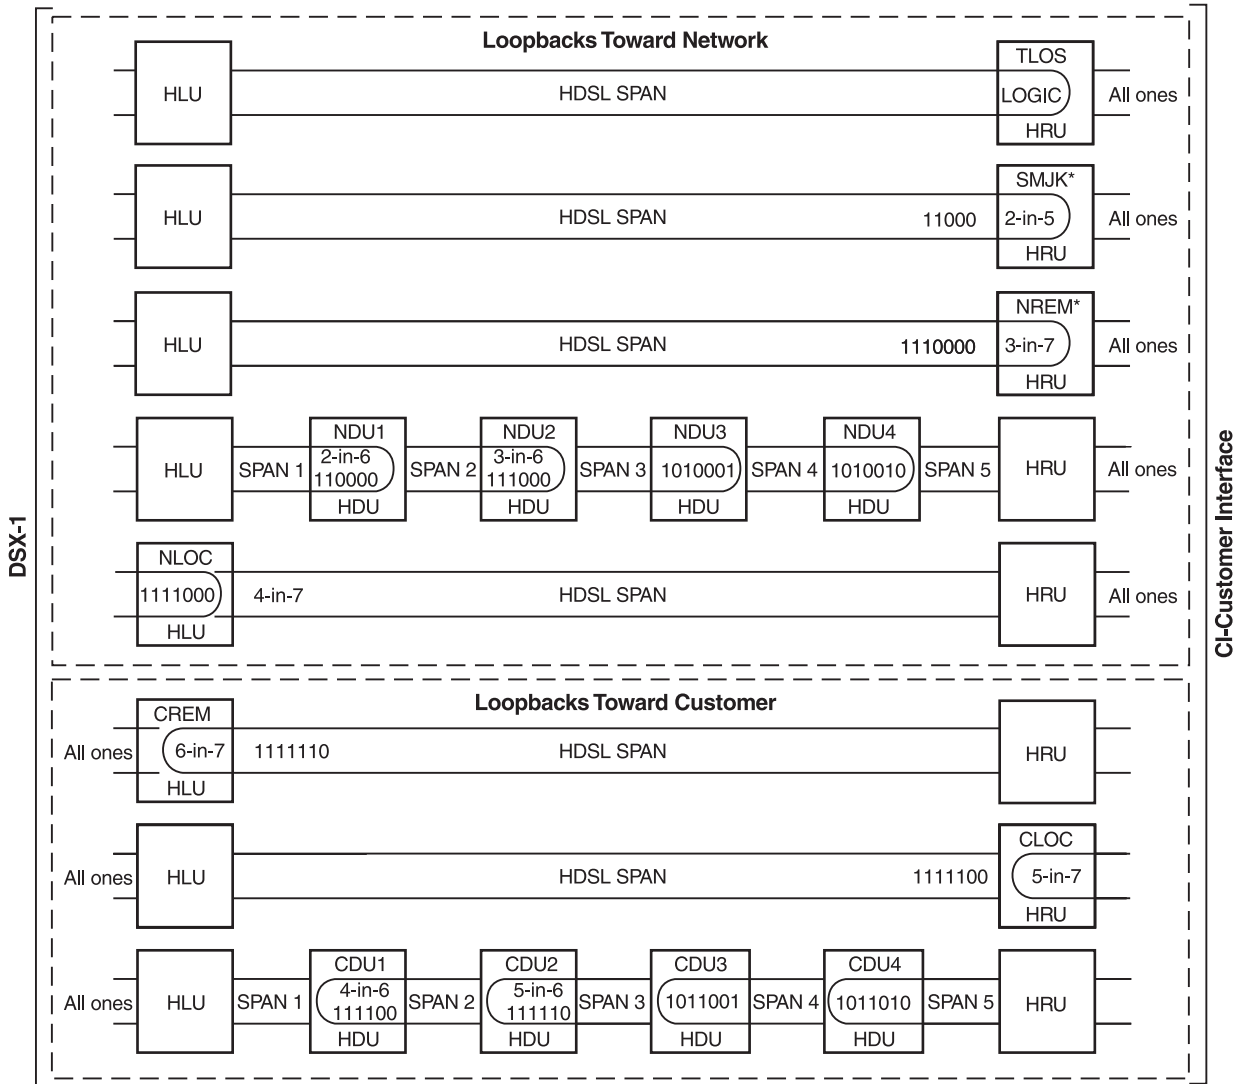 Loopbacks Toward Network
TLOS
HLU HDSL SPAN LOGIC All ones
HRU
SMJK*
HLU HDSL SPAN 11000 2-in-5 All ones
HRU
NREM*
HLU HDSL SPAN 1110000 3-in-7 All ones
HRU
NDU1 NDU2 NDU3 NDU4
2-in-6 3-in-6
HLU SPAN 1 110000 SPAN 2 111000 SPAN 3 1010001 SPAN 4 1010010 SPAN 5 HRU All ones
HDU HDU HDU HDU
NLOC
1111000 4-in-7 HDSL SPAN HRU All ones
HLU
DSX-1
CI-Customer Interface
Loopbacks Toward Customer
CREM
All ones 6-in-7 1111110 HDSL SPAN HRU
HLU
CLOC
All ones HLU HDSL SPAN 1111100 5-in-7
HRU
CDU1 CDU2 CDU3 CDU4
4-in-6 5-in-6
All ones HLU SPAN 1 111100 SPAN 2 111110 SPAN 3 1011001 SPAN 4 1011010 SPAN 5 HRU
HDU HDU HDU HDU